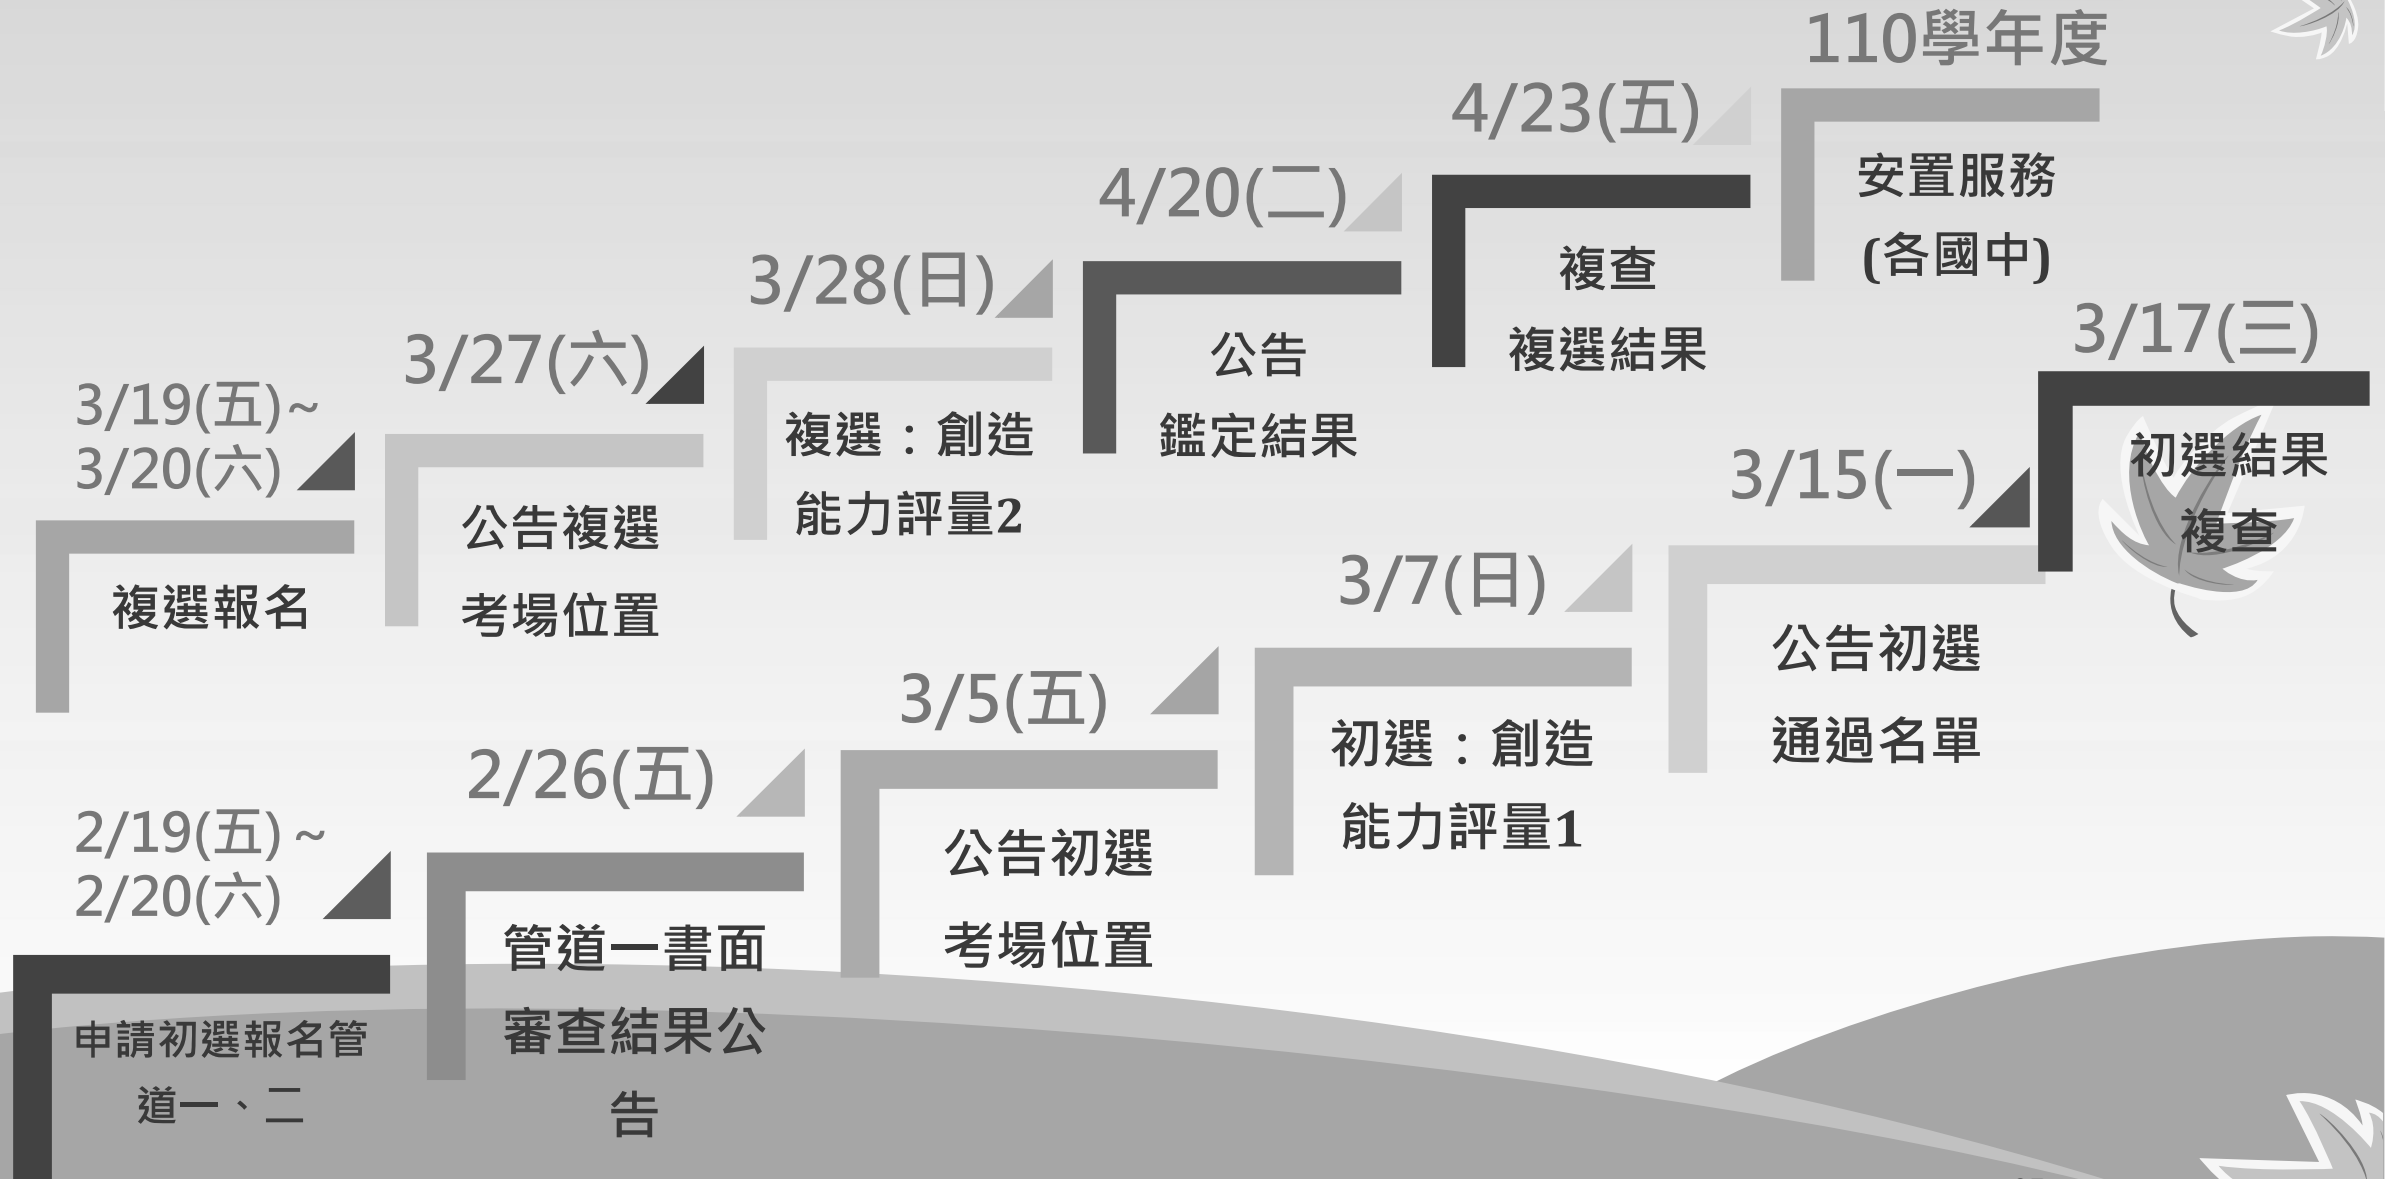 2/19(五)~
2/20(六)
申請初選報名管
道一、二
2/26(五)
管道一書面
審查結果公
告
3/5(五)
公告初選
考場位置
3/7(日)
初選：創造
能力評量1
3/15(一)
公告初選
通過名單
3/17(三)
初選結果
複查
3/19(五)~
3/20(六)
複選報名
3/27(六)
公告複選
考場位置
3/28(日)
複選：創造
能力評量2
4/20(二)
公告
鑑定結果
4/23(五)
複查
複選結果
110學年度
安置服務
(各國中)